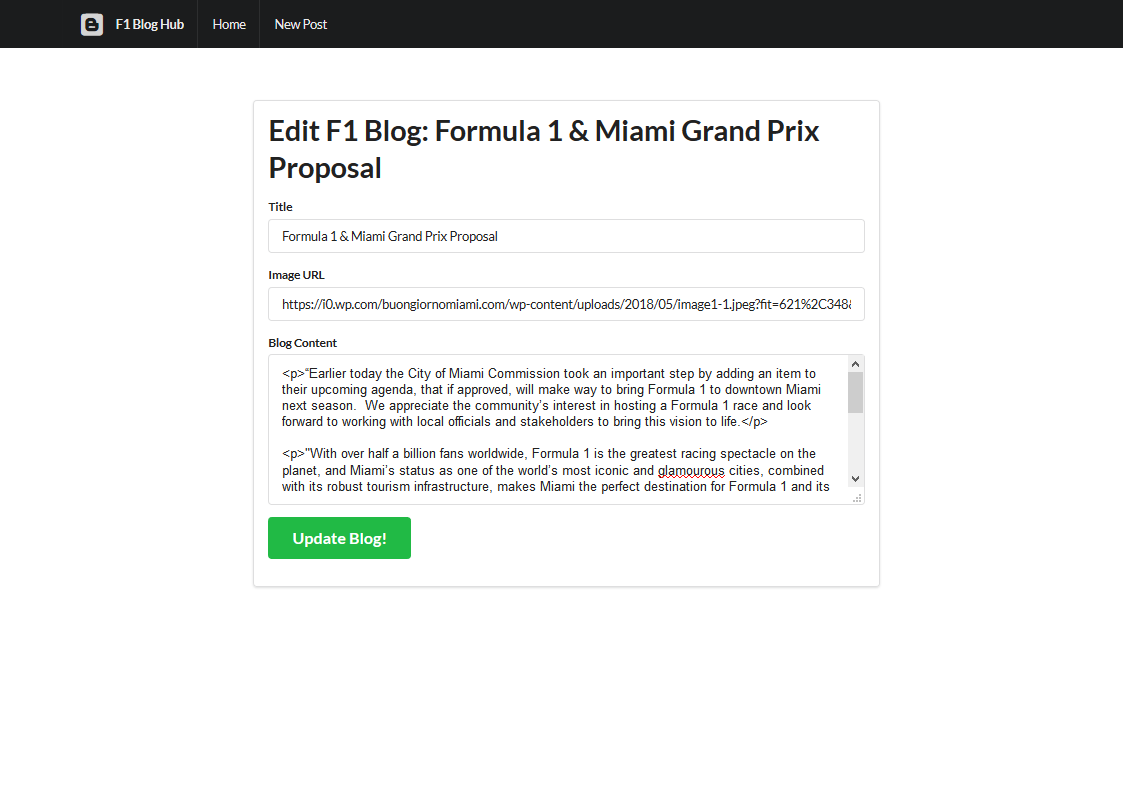 F1 Blog Hub Home New Post
Edit F1 Blog: Formula 1 & Miami Grand Prix
Proposal
Title
Formula 1 & Miami Grand Prix Proposal
Image URL
https://i0.wp.com/buongiornomiami.com/wp-content/uploads/2018/05/image1-1.jpeg?fit=621%2C348&
Blog Content
<p>“Earlier today the City of Miami Commission took an important step by adding an item to
their upcoming agenda, that if approved, will make way to bring Formula 1 to downtown Miami
next season.  We appreciate the community’s interest in hosting a Formula 1 race and look
forward to working with local officials and stakeholders to bring this vision to life.</p>
<p>"With over half a billion fans worldwide, Formula 1 is the greatest racing spectacle on the
planet, and Miami’s status as one of the world’s most iconic and glamourous cities, combined
with its robust tourism infrastructure, makes Miami the perfect destination for Formula 1 and its
Update Blog!